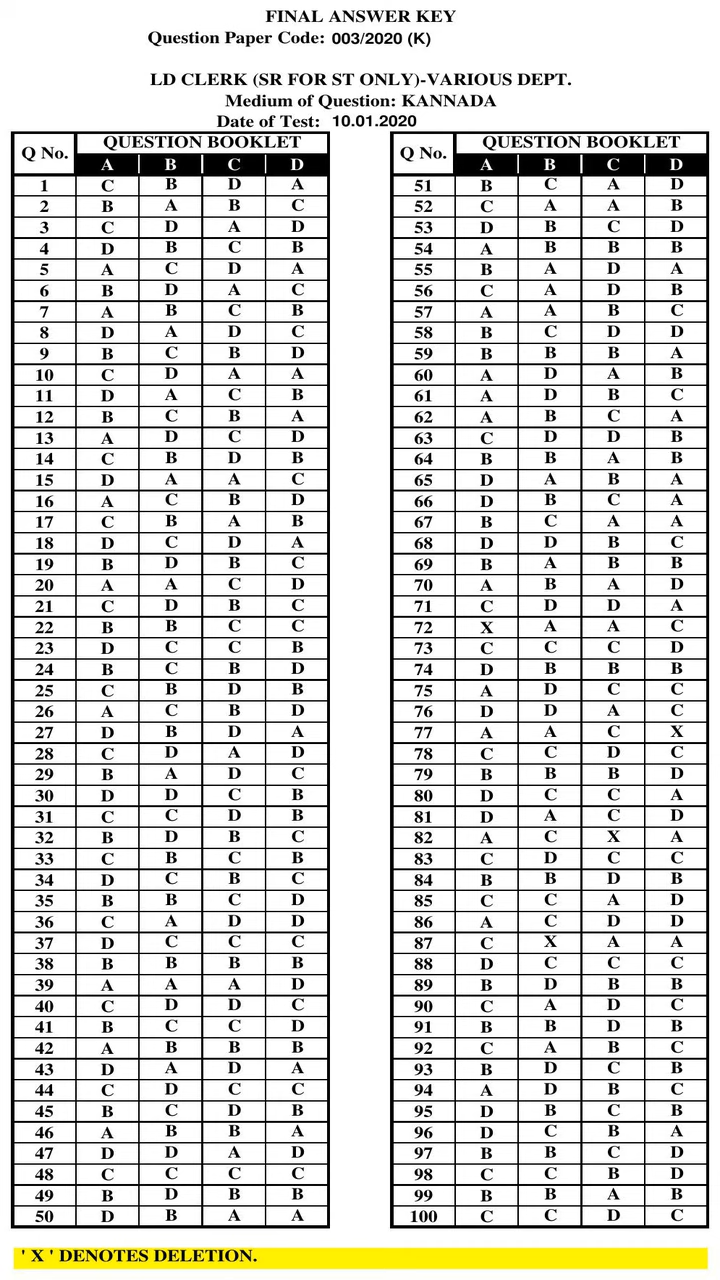 FINAL ANSWER KEY
Question Paper Code: 003/2020 (K)
LD CLERK (SR FOR ST ONLY)-VARIOUS DEPT.
Medium of Question: KANNADA
Date of Test: 10.01.2020
Q No. QUESTION BOOKLET
A B C D
1 C B D A
2 B A B C
3 C D A D
4 D B C B
5 A C D A
6 B D A C
7 A B C B
8 D A D C
9 B C B D
10 C D A A
11 D A C B
12 B C B A
13 A D C D
14 C B D B
15 D A A C
16 A C B D
17 C B A B
18 D C D A
19 B D B C
20 A A C D
21 C D B C
22 B B C C
23 D C C B
24 B C B D
25 C B D B
26 A C B D
27 D B D A
28 C D A D
29 B A D C
30 D D C B
31 C C D B
32 B D B C
33 C B C B
34 D C B C
35 B B C D
36 C A D D
37 D C C C
38 B B B B
39 A A A D
40 C D D C
41 B C C D
42 A B B B
43 D A D A
44 C D C C
45 B C D B
46 A B B A
47 D D A D
48 C C C C
49 B D B B
50 D B A A
Q No. QUESTION BOOKLET
A B C D
51 B C A D
52 C A A B
53 D B C D
54 A B B B
55 B A D A
56 C A D B
57 A A B C
58 B C D D
59 B B B A
60 A D A B
61 A D B C
62 A B C A
63 C D D B
64 B B A B
65 D A B A
66 D B C A
67 B C A A
68 D D B C
69 B A B B
70 A B A D
71 C D D A
72 X A A C
73 C C C D
74 D B B B
75 A D C C
76 D D A C
77 A A C X
78 C C D C
79 B B B D
80 D C C A
81 D A C D
82 A C X A
83 C D C C
84 B B D B
85 C C A D
86 A C D D
87 C X A A
88 D C C C
89 B D B B
90 C A D C
91 B B D B
92 C A B C
93 B D C B
94 A D B C
95 D B C B
96 D C B A
97 B B C D
98 C C B D
99 B B A B
100 C C D C
' X ' DENOTES DELETION.